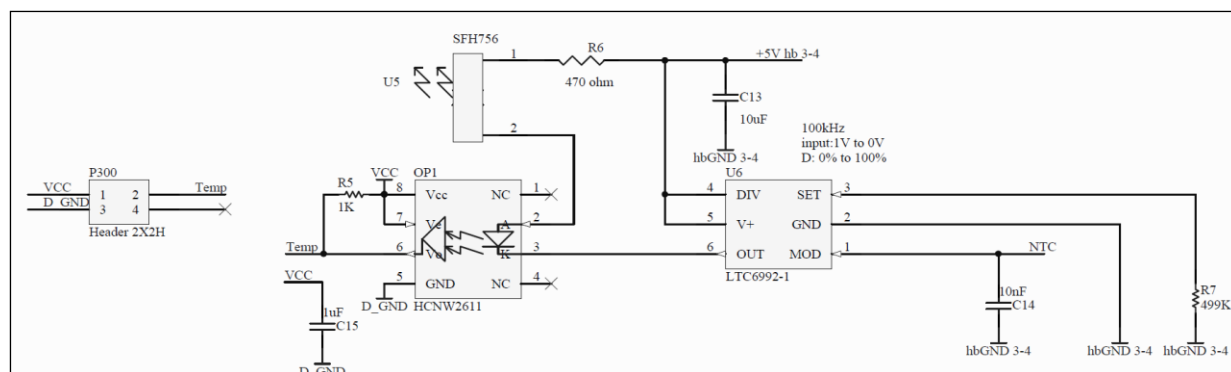 SFH756
1
R6
+5V hb 3-4
U5
470 ohm
C13
10uF
2
100kHz
input:1V to 0V
D: 0% to 100%
hbGND 3-4
U6
P300
VCC
1 2
Temp
D_GND
3 4
Header 2X2H
R5
1K
VCC
OP1
8 Vcc NC 1
7 Ve A 2
Temp
6 Vo K 3
5 GND NC 4
D_GND
HCNW2611
4 DIV SET 3
5 V+ GND 2
6 OUT MOD 1
LTC6992-1
NTC
VCC
1uF
C15
D_GND
10nF
C14
R7
499K
hbGND 3-4
hbGND 3-4
hbGND 3-4